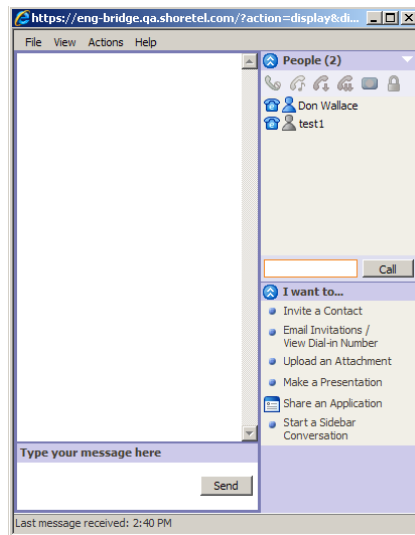 https://eng-bridge.qa.shoretel.com/?action=display&di...
File View Actions Help
People (2)
Don Wallace
test1
Call
I want to...
Invite a Contact
Email Invitations /
View Dial-in Number
Upload an Attachment
Make a Presentation
Share an Application
Start a Sidebar
Conversation
Type your message here
Send
Last message received: 2:40 PM